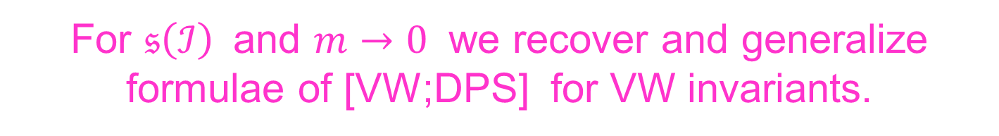 For 𝔰(ℐ) and 𝑚 → 0 we recover and generalize
formulae of [VW;DPS] for VW invariants.